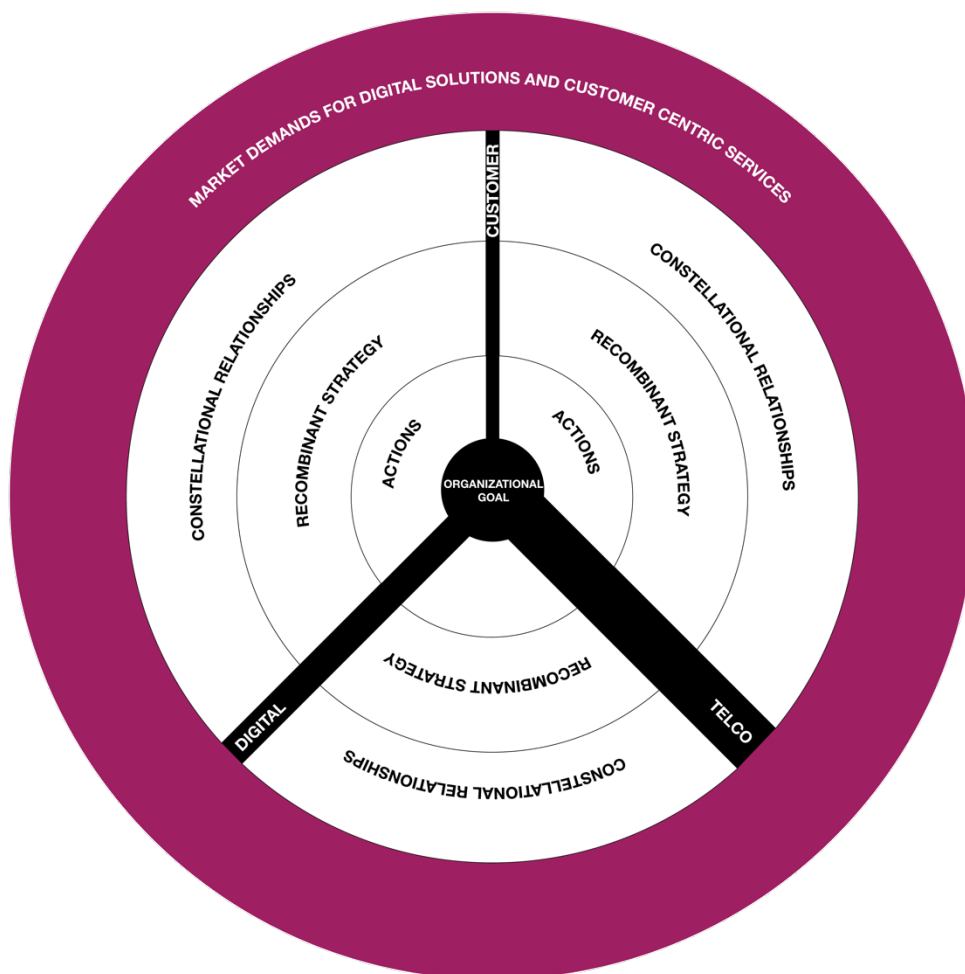 MARKET DEMANDS FOR DIGITAL SOLUTIONS AND CUSTOMER CENTRIC SERVICES
CUSTOMER
CONSTELLATIONAL RELATIONSHIPS
CONSTELLATIONAL RELATIONSHIPS
RECOMBINANT STRATEGY
RECOMBINANT STRATEGY
ACTIONS
ACTIONS
ORGANIZATIONAL
GOAL
RECOMBINANT STRATEGY
DIGITAL
TELCO
CONSTELLATIONAL RELATIONSHIPS